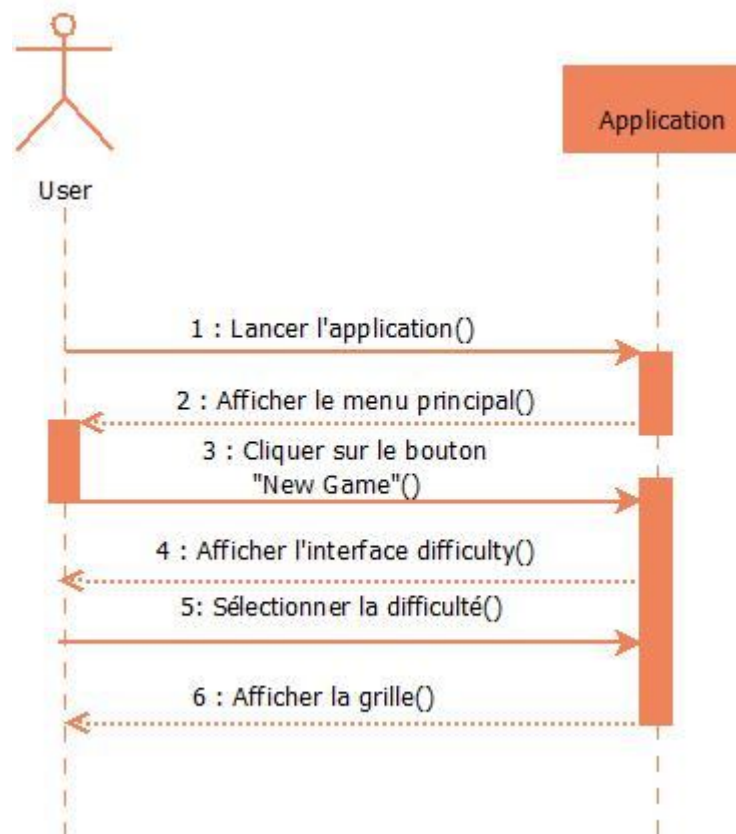 Application
User
1 : Lancer l'application()
2 : Afficher le menu principal()
3 : Cliquer sur le bouton
"New Game"()
4 : Afficher l'interface difficulty()
5: Sélectionner la difficulté()
6 : Afficher la grille()